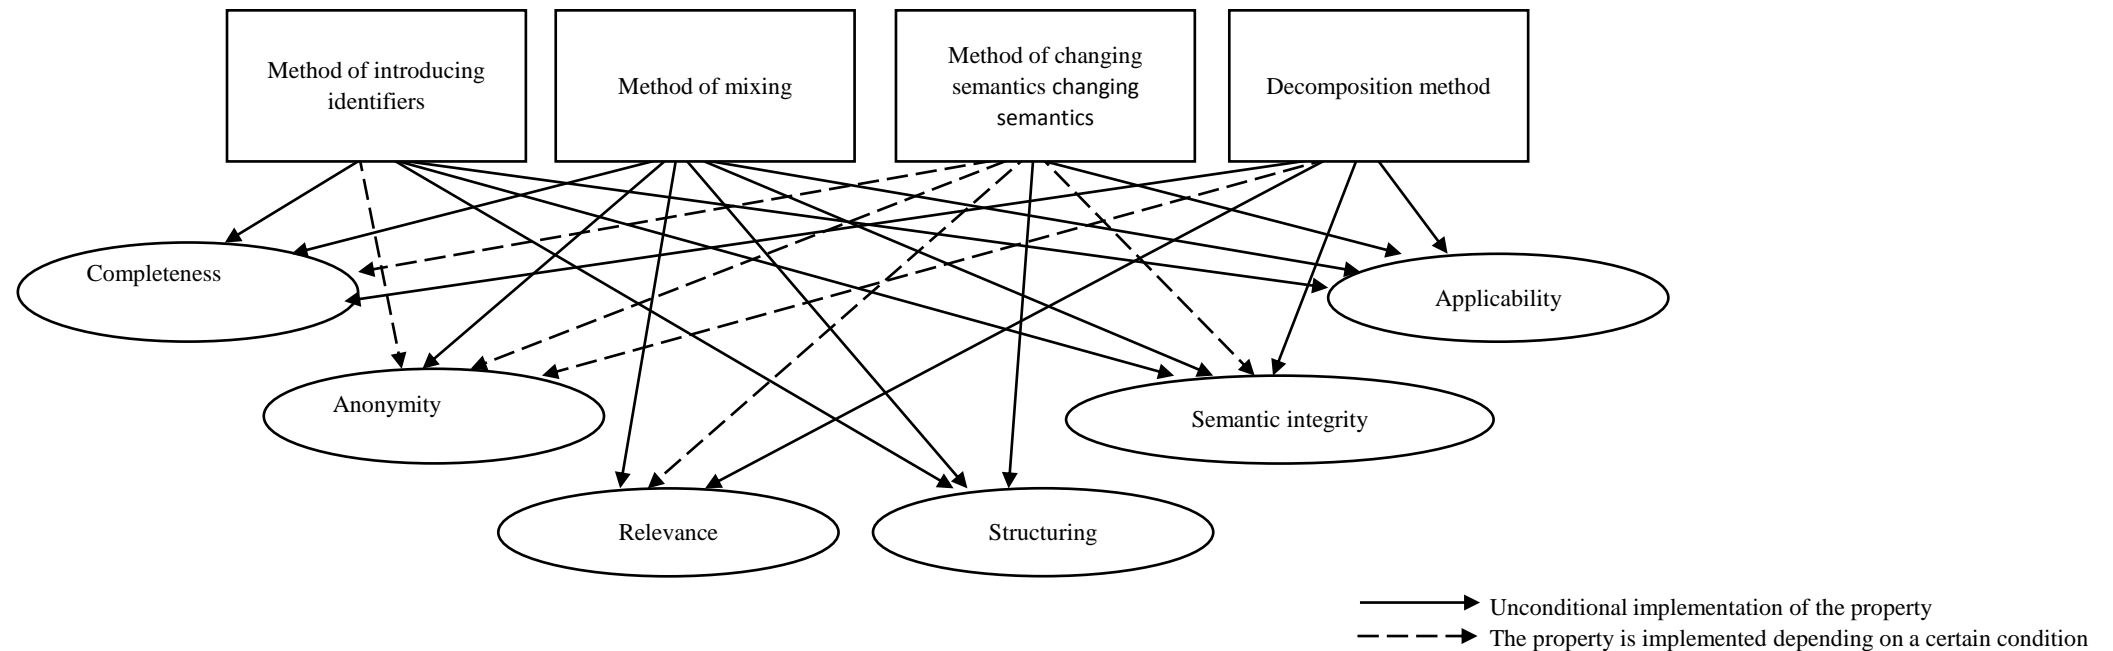 Method of introducing
identifiers
Method of mixing
Method of changing
semantics changing
semantics
Decomposition method
Completeness
Applicability
Anonymity
Semantic integrity
Relevance
Structuring
Unconditional implementation of the property
The property is implemented depending on a certain condition